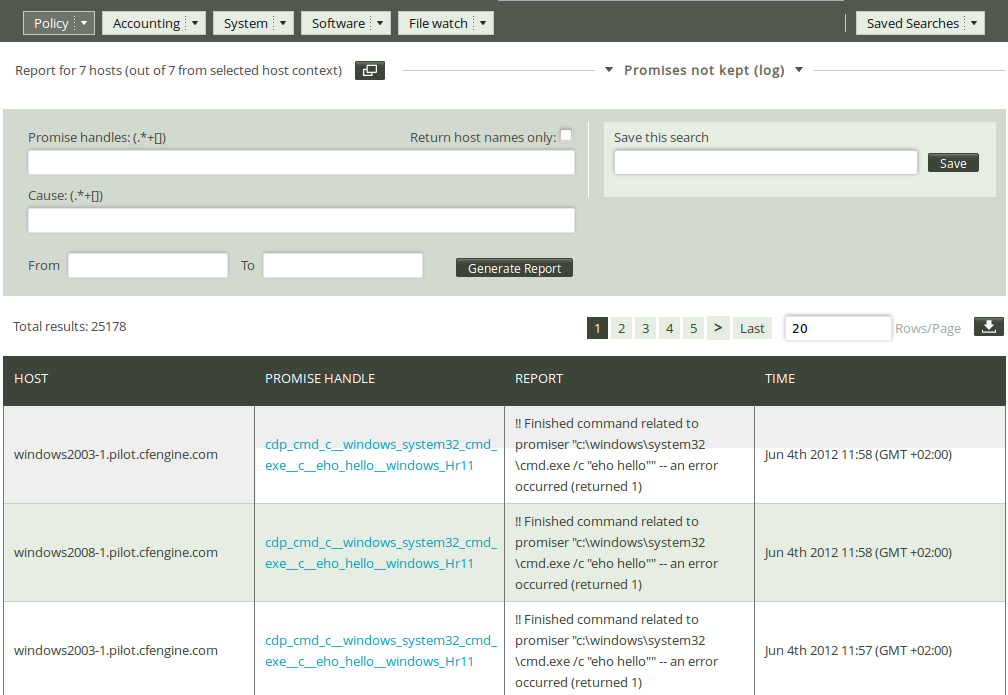 Policy Accounting System Software File watch Saved Searches
Report for 7 hosts (out of 7 from selected host context) Promises not kept (log)
Promise handles: (.*+[]) Return host names only:
Save this search
Save
Cause: (.*+[])
From To Generate Report
Total results: 25178 1 2 3 4 5 > Last 20 Rows/Page
HOST PROMISE HANDLE REPORT TIME
windows2003-1.pilot.cfengine.com
cdp_cmd_c__windows_system32_cmd_
exe__c__eho_hello__windows_Hr11
!! Finished command related to
promiser "c:\windows\system32
\cmd.exe /c "eho hello"" -- an error
occurred (returned 1)
Jun 4th 2012 11:58 (GMT +02:00)
windows2008-1.pilot.cfengine.com
cdp_cmd_c__windows_system32_cmd_
exe__c__eho_hello__windows_Hr11
!! Finished command related to
promiser "c:\windows\system32
\cmd.exe /c "eho hello"" -- an error
occurred (returned 1)
Jun 4th 2012 11:58 (GMT +02:00)
windows2003-1.pilot.cfengine.com
cdp_cmd_c__windows_system32_cmd_
exe__c__eho_hello__windows_Hr11
!! Finished command related to
promiser "c:\windows\system32
\cmd.exe /c "eho hello"" -- an error
occurred (returned 1)
Jun 4th 2012 11:57 (GMT +02:00)